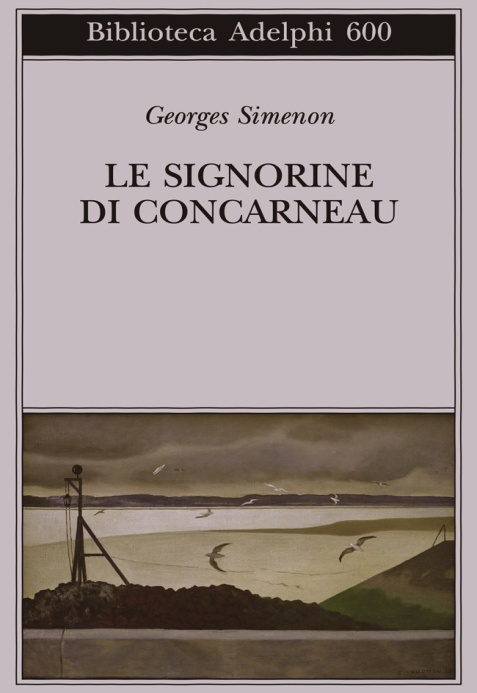 Biblioteca Adelphi 600
Georges Simenon
LE SIGNORINE
DI CONCARNEAU